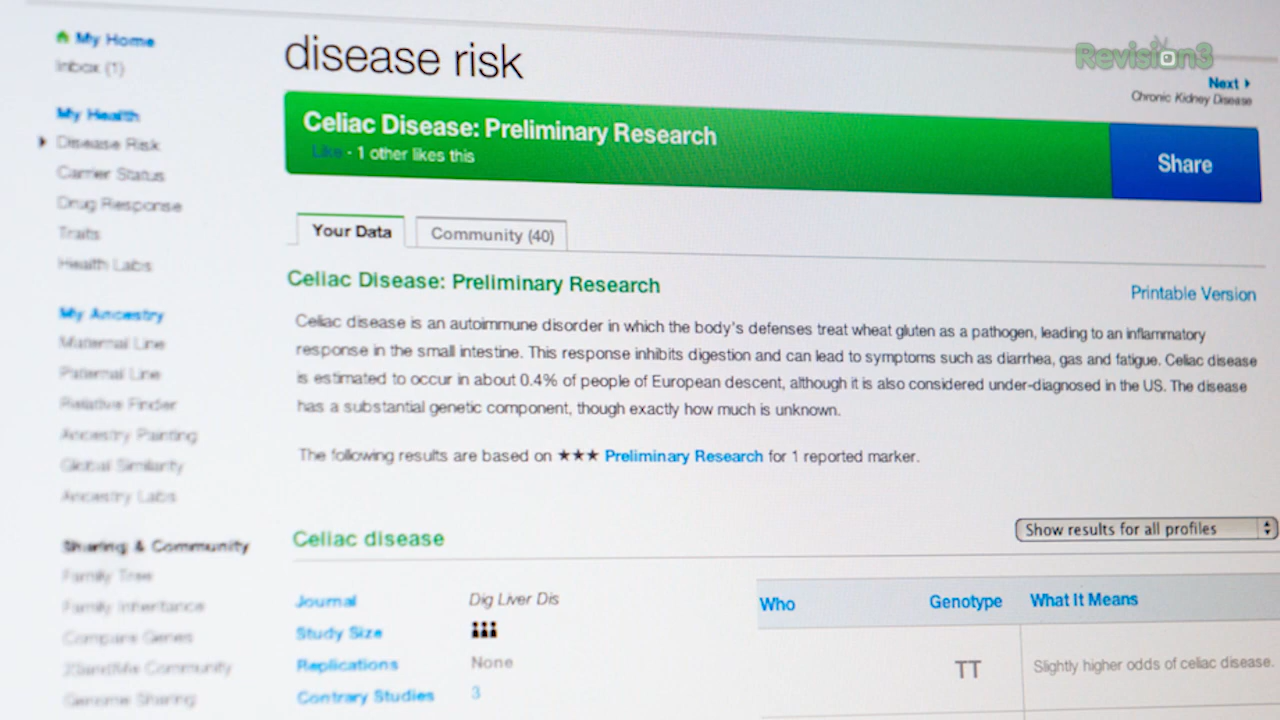 My Home
Inbox (1)
My Health
Disease Risk
Carrier Status
Drug Response
Traits
Health Labs
My Ancestry
Maternal Line
Paternal Line
Relative Finder
Ancestry Painting
Global Similarity
Ancestry Labs
Sharing & Community
Family Tree
Family Inheritance
Compare Genes
23andMe Community
Genome Sharing
disease risk
Revision3
Next
Chronic Kidney Disease
Celiac Disease: Preliminary Research
Like · 1 other likes this
Share
Your Data
Community (40)
Celiac Disease: Preliminary Research
Printable Version
Celiac disease is an autoimmune disorder in which the body's defenses treat wheat gluten as a pathogen, leading to an inflammatory
response in the small intestine. This response inhibits digestion and can lead to symptoms such as diarrhea, gas and fatigue. Celiac disease
is estimated to occur in about 0.4% of people of European descent, although it is also considered under-diagnosed in the US. The disease
has a substantial genetic component, though exactly how much is unknown.
The following results are based on ★★★ Preliminary Research for 1 reported marker.
Celiac disease
Show results for all profiles
Journal Dig Liver Dis
Study Size
Replications None
Contrary Studies 3
Who Genotype What It Means
TT Slightly higher odds of celiac disease.